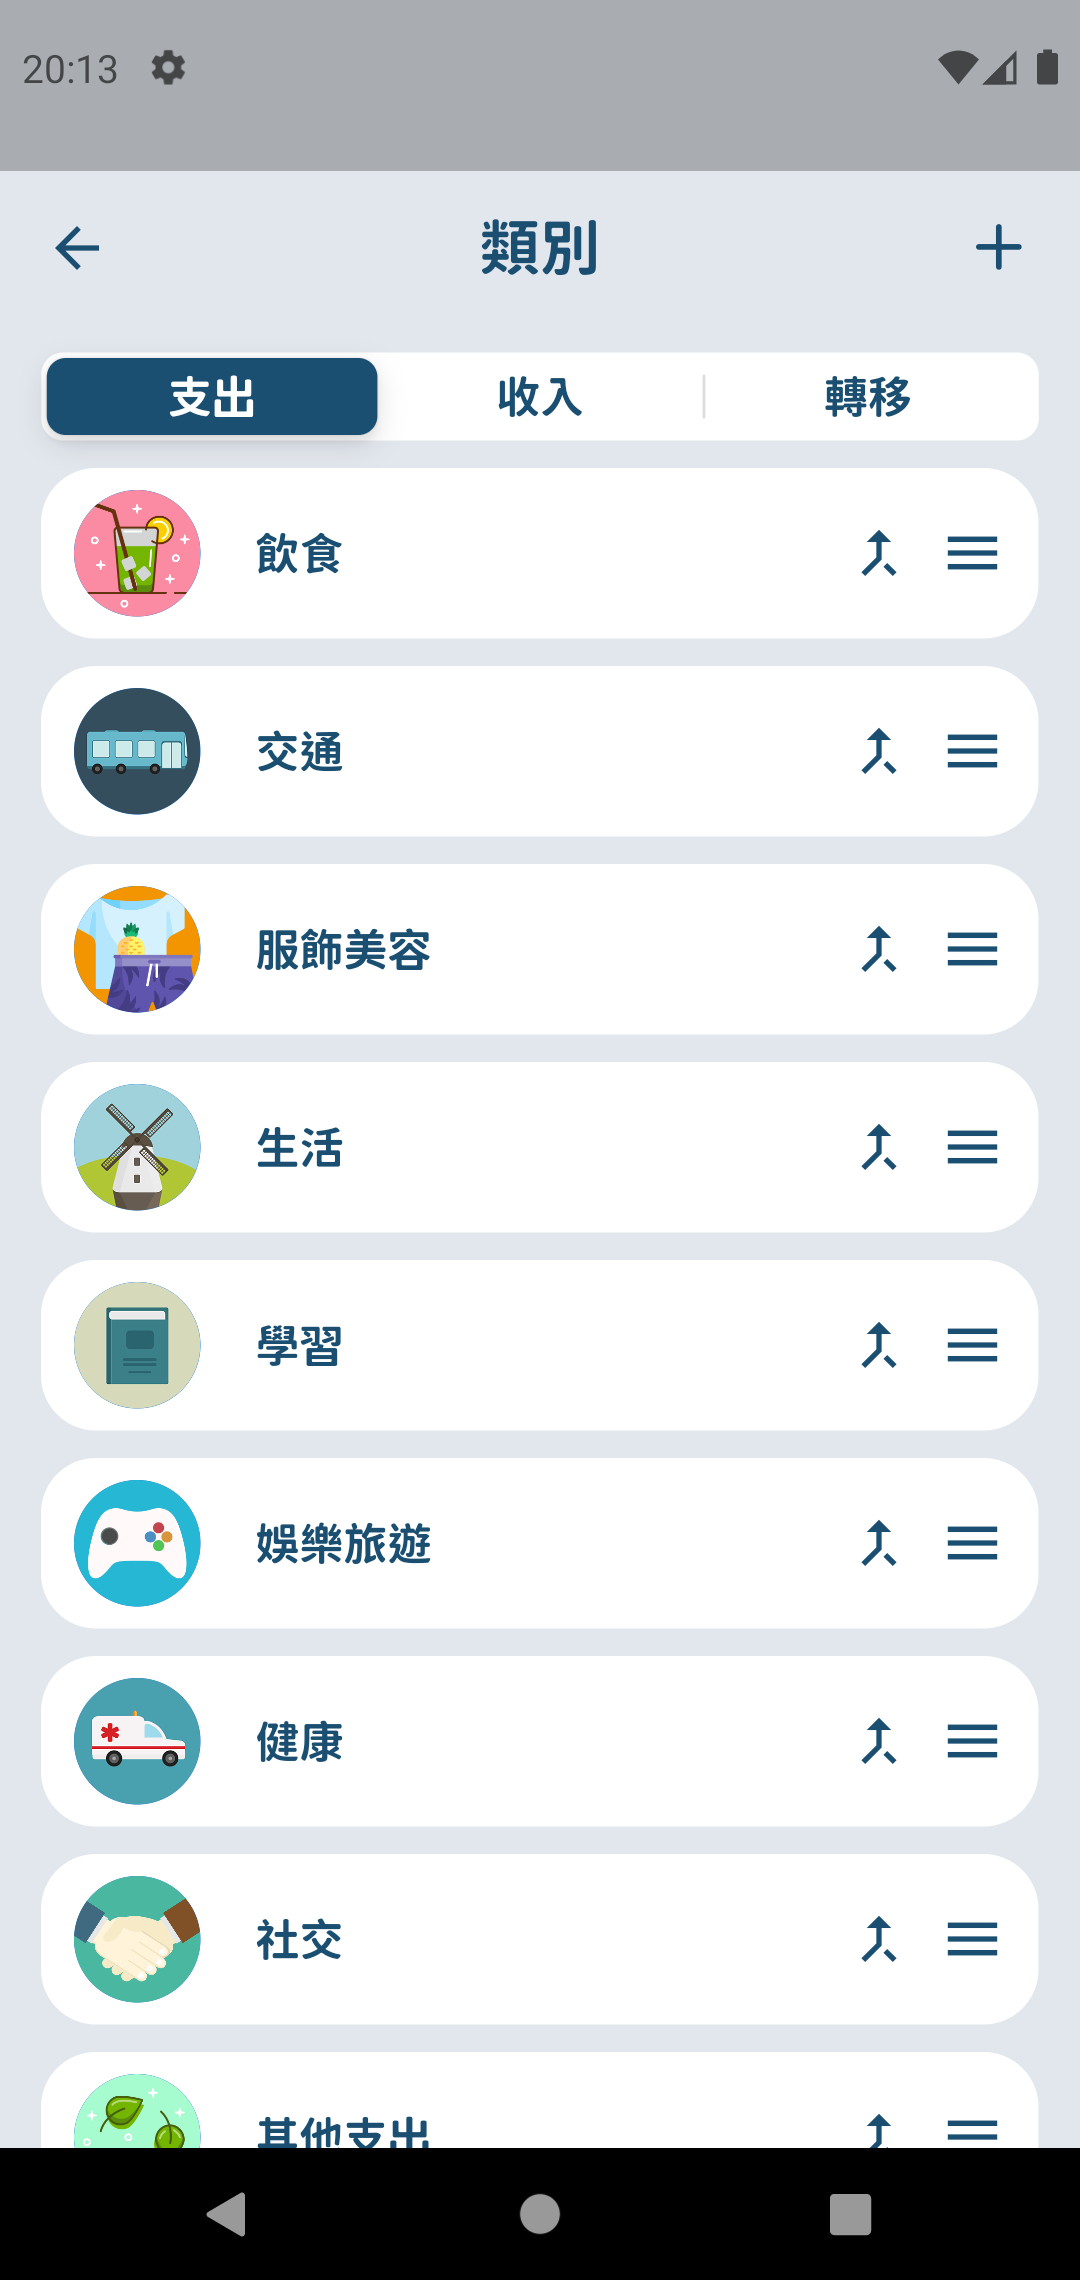 20:13
類別
支出
收入
轉移
飲食
交通
服飾美容
生活
學習
娛樂旅遊
健康
社交
其他支出